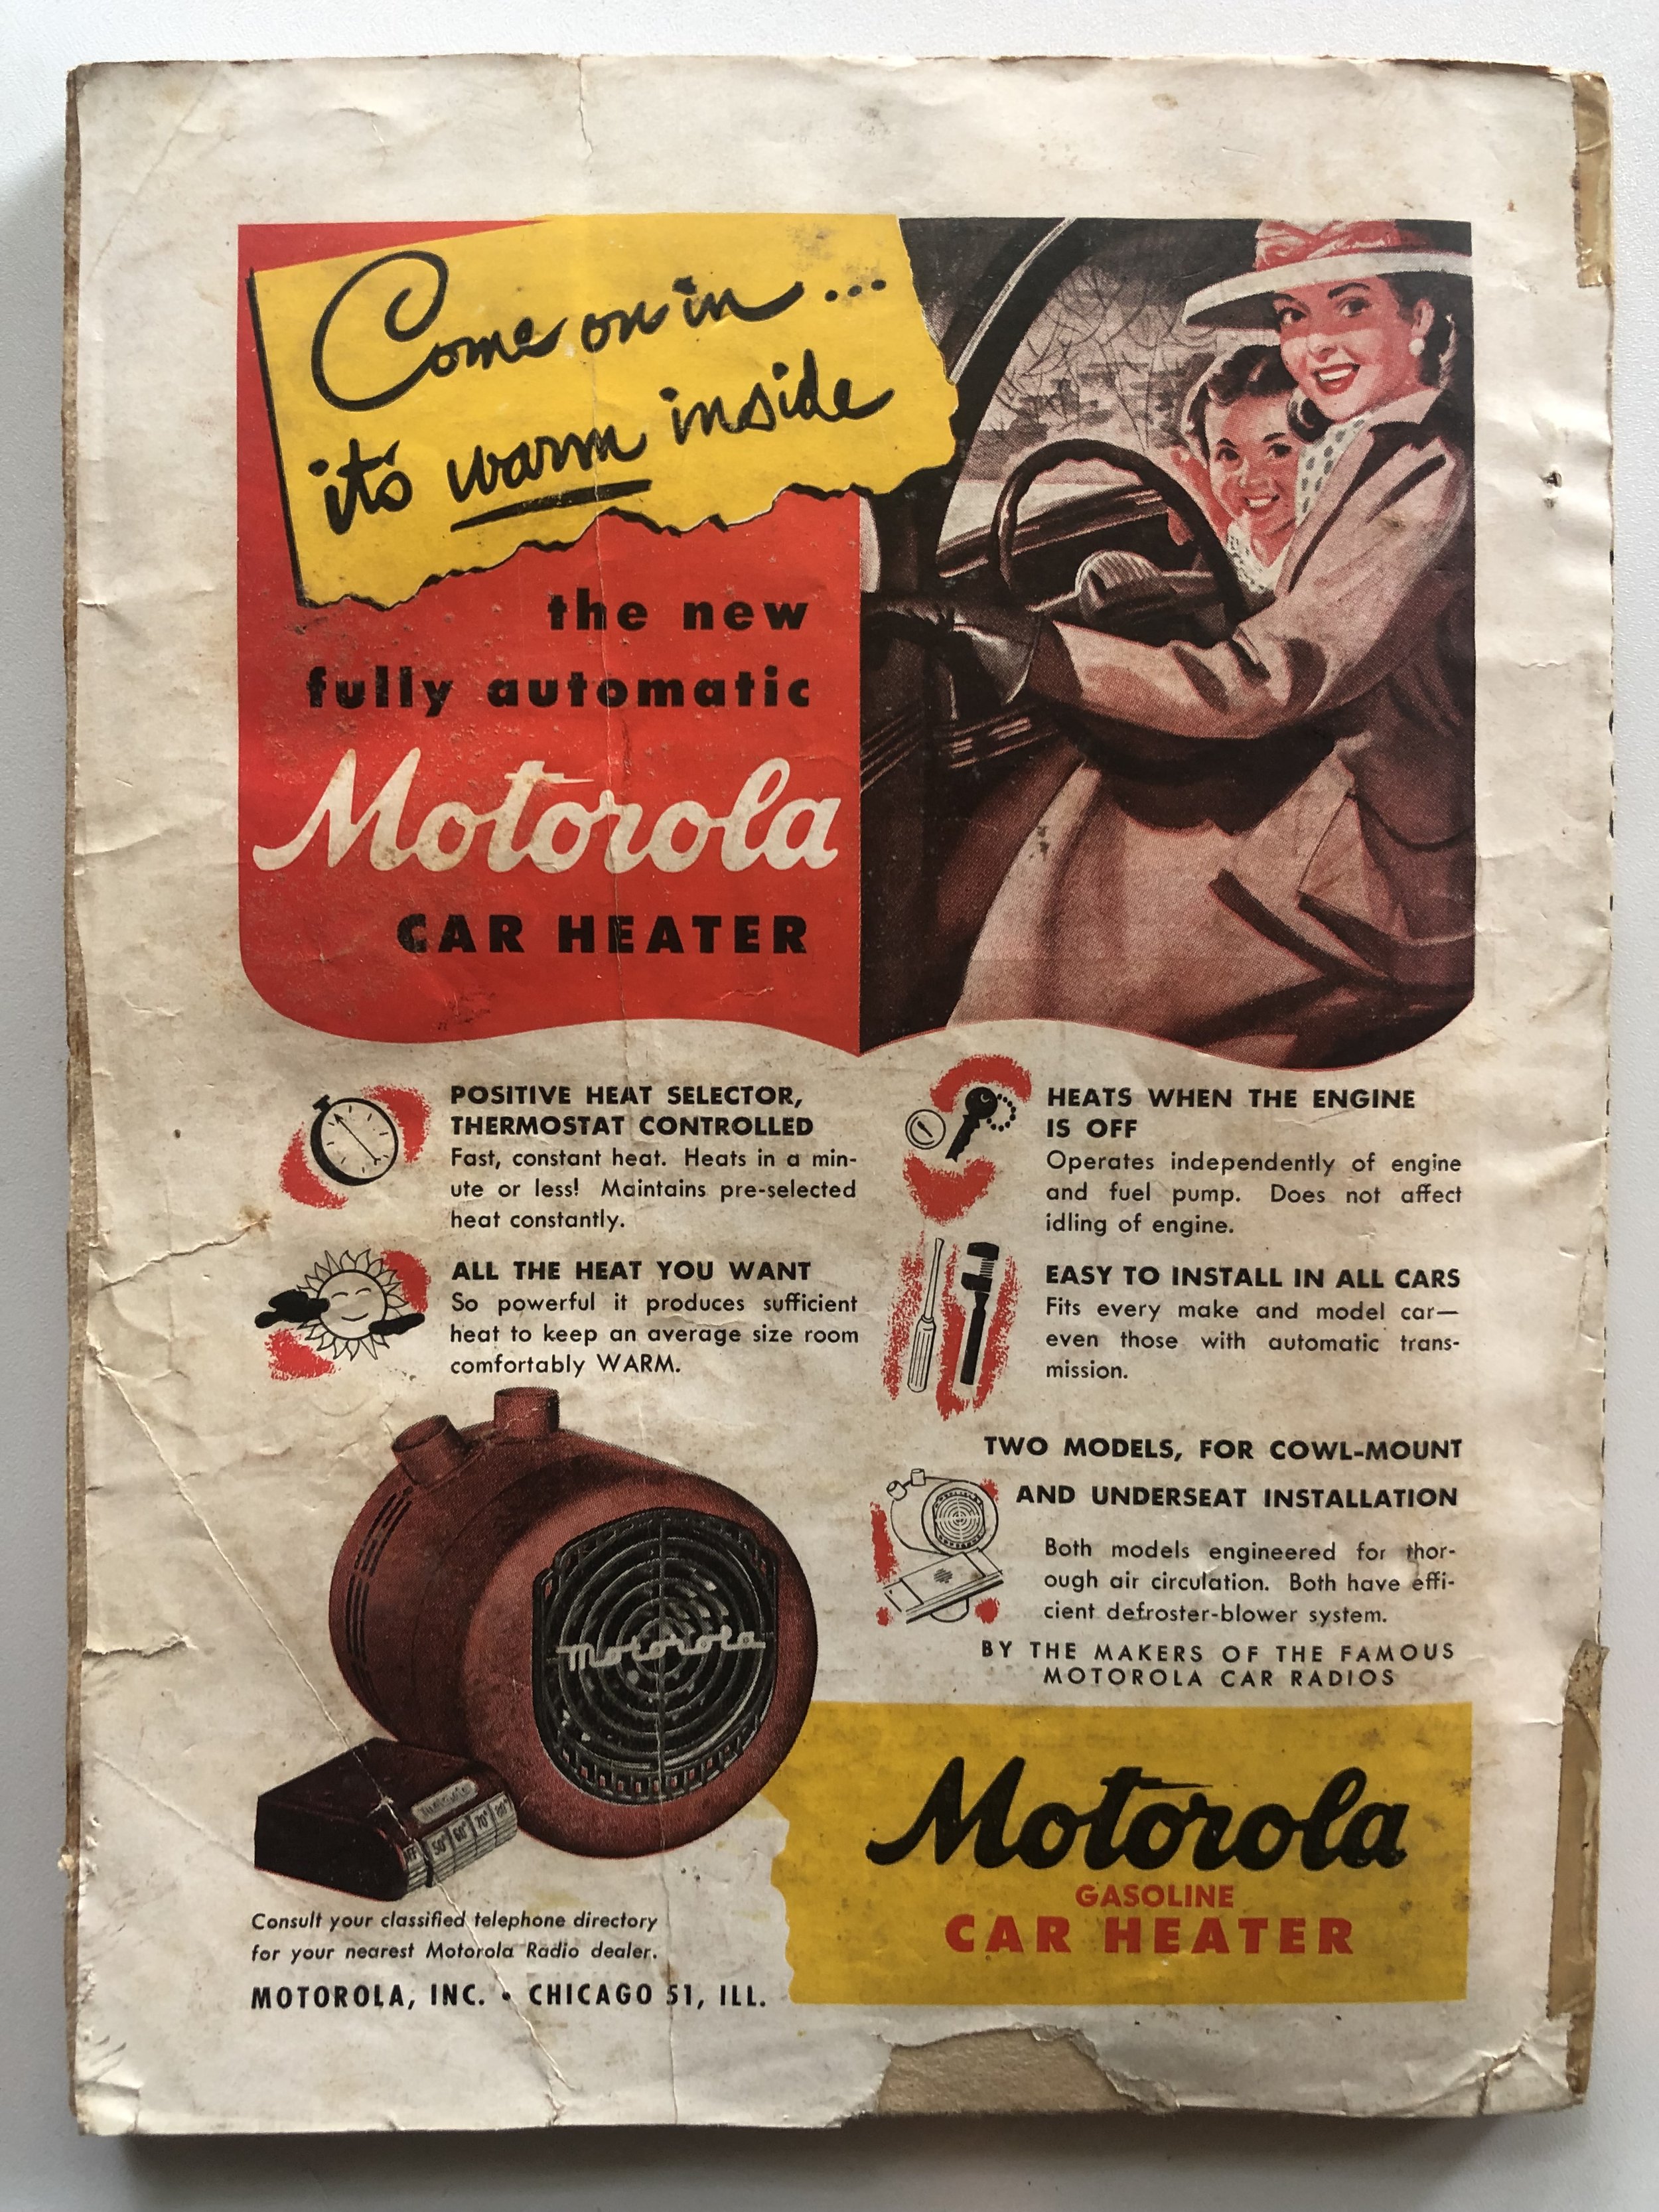 Come on in...
it's warm inside
the new
fully automatic
Motorola
CAR HEATER
POSITIVE HEAT SELECTOR,
THERMOSTAT CONTROLLED
Fast, constant heat. Heats in a min-
ute or less! Maintains pre-selected
heat constantly.
ALL THE HEAT YOU WANT
So powerful it produces sufficient
heat to keep an average size room
comfortably WARM.
HEATS WHEN THE ENGINE
IS OFF
Operates independently of engine
and fuel pump. Does not affect
idling of engine.
EASY TO INSTALL IN ALL CARS
Fits every make and model car—
even those with automatic trans-
mission.
TWO MODELS, FOR COWL-MOUNT
AND UNDERSEAT INSTALLATION
Both models engineered for thor-
ough air circulation. Both have effi-
cient defroster-blower system.
BY THE MAKERS OF THE FAMOUS
MOTOROLA CAR RADIOS
Motorola
50° 60° 70° 80°
Motorola
GASOLINE
CAR HEATER
Consult your classified telephone directory
for your nearest Motorola Radio dealer.
MOTOROLA, INC. • CHICAGO 51, ILL.